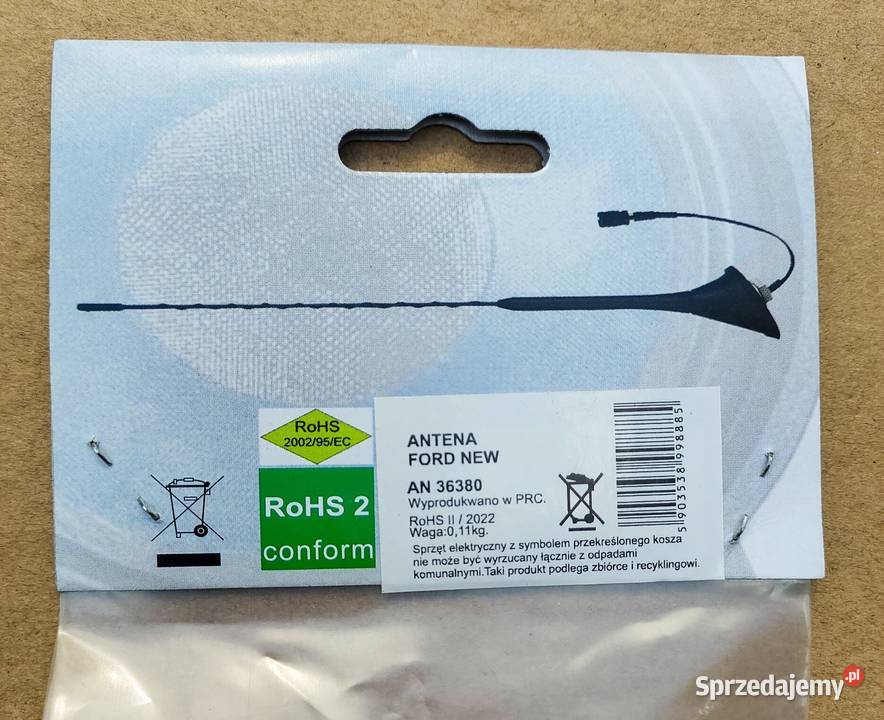 RoHS
2002/95/EC
RoHS 2
conform
ANTENA
FORD NEW
AN 36380
Wyprodukwano w PRC.
RoHS II / 2022
Waga:0,11kg.
Sprzęt elektryczny z symbolem przekreślonego kosza
nie może być wyrzucany łącznie z odpadami
komunalnymi.Taki produkt podlega zbiórce i recyklingowi.
5903538998885
Sprzedajemy.pl